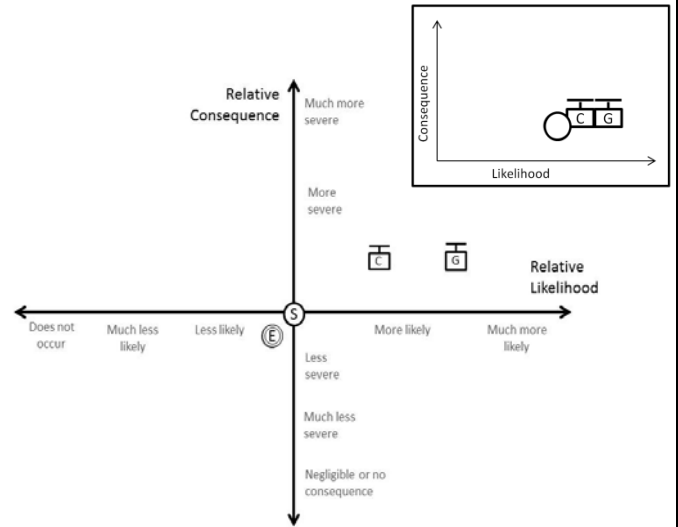 Relative
Consequence
Much more
severe
More
severe
C
G
Relative
Likelihood
S
E
Does not
occur
Much less
likely
Less likely
More likely
Much more
likely
Less
severe
Much less
severe
Negligible or no
consequence
Consequence
C G
Likelihood